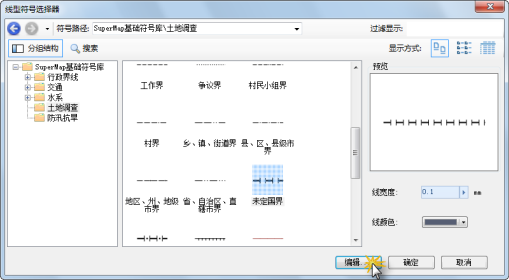 线型符号选择器
符号路径: SuperMap基础符号库\土地调查
过滤显示:
分组结构 搜索
显示方式:
SuperMap基础符号库
行政界线
交通
水系
土地调查
防汛抗旱
工作界 争议界 村民小组界
村界 乡、镇、街道界 县、区、县级市界
地区、州、地级市界 省、自治区、直辖市界 未定国界
预览
线宽度: 0.1 mm
线颜色:
编辑 确定 取消